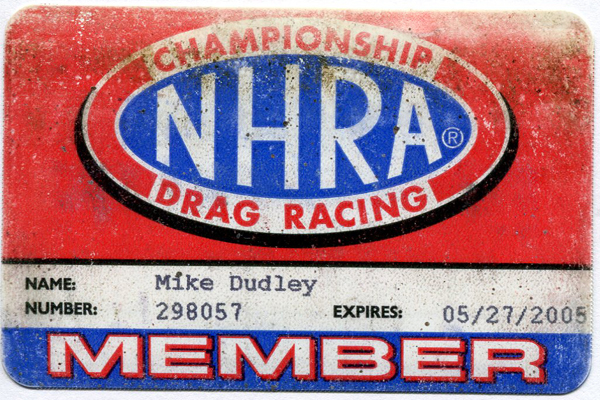 CHAMPIONSHIP
NHRA®
DRAG RACING
NAME: Mike Dudley
NUMBER: 298057 EXPIRES: 05/27/2005
MEMBER